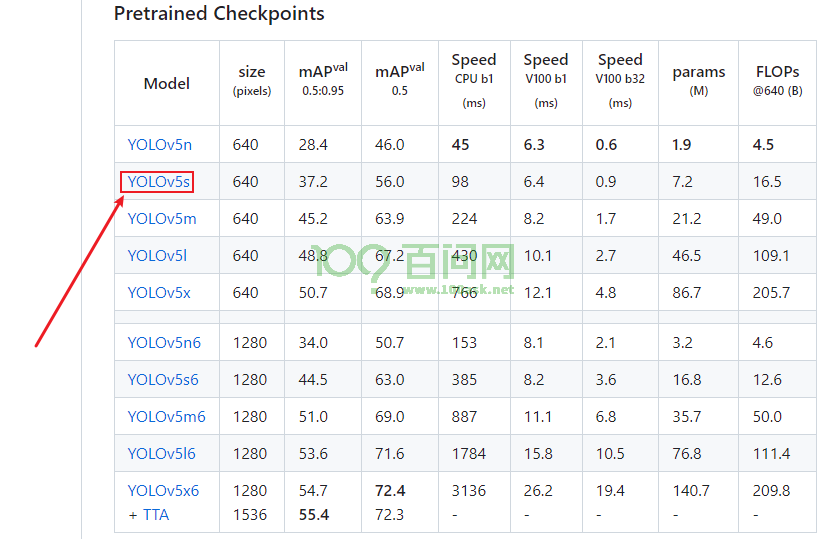 Pretrained Checkpoints
Model size (pixels) mAPval 0.5:0.95 mAPval 0.5 Speed CPU b1 (ms) Speed V100 b1 (ms) Speed V100 b32 (ms) params (M) FLOPs @640 (B)
YOLOv5n 640 28.4 46.0 45 6.3 0.6 1.9 4.5
YOLOv5s 640 37.2 56.0 98 6.4 0.9 7.2 16.5
YOLOv5m 640 45.2 63.9 224 8.2 1.7 21.2 49.0
YOLOv5l 640 48.8 67.2 430 10.1 2.7 46.5 109.1
100 百问网
YOLOv5x 640 50.7 68.9 766 12.1 4.8 86.7 205.7
www.100ask.net
YOLOv5n6 1280 34.0 50.7 153 8.1 2.1 3.2 4.6
YOLOv5s6 1280 44.5 63.0 385 8.2 3.6 16.8 12.6
YOLOv5m6 1280 51.0 69.0 887 11.1 6.8 35.7 50.0
YOLOv5l6 1280 53.6 71.6 1784 15.8 10.5 76.8 111.4
YOLOv5x6 1280 54.7 72.4 3136 26.2 19.4 140.7 209.8
+ TTA 1536 55.4 72.3 - - - - -